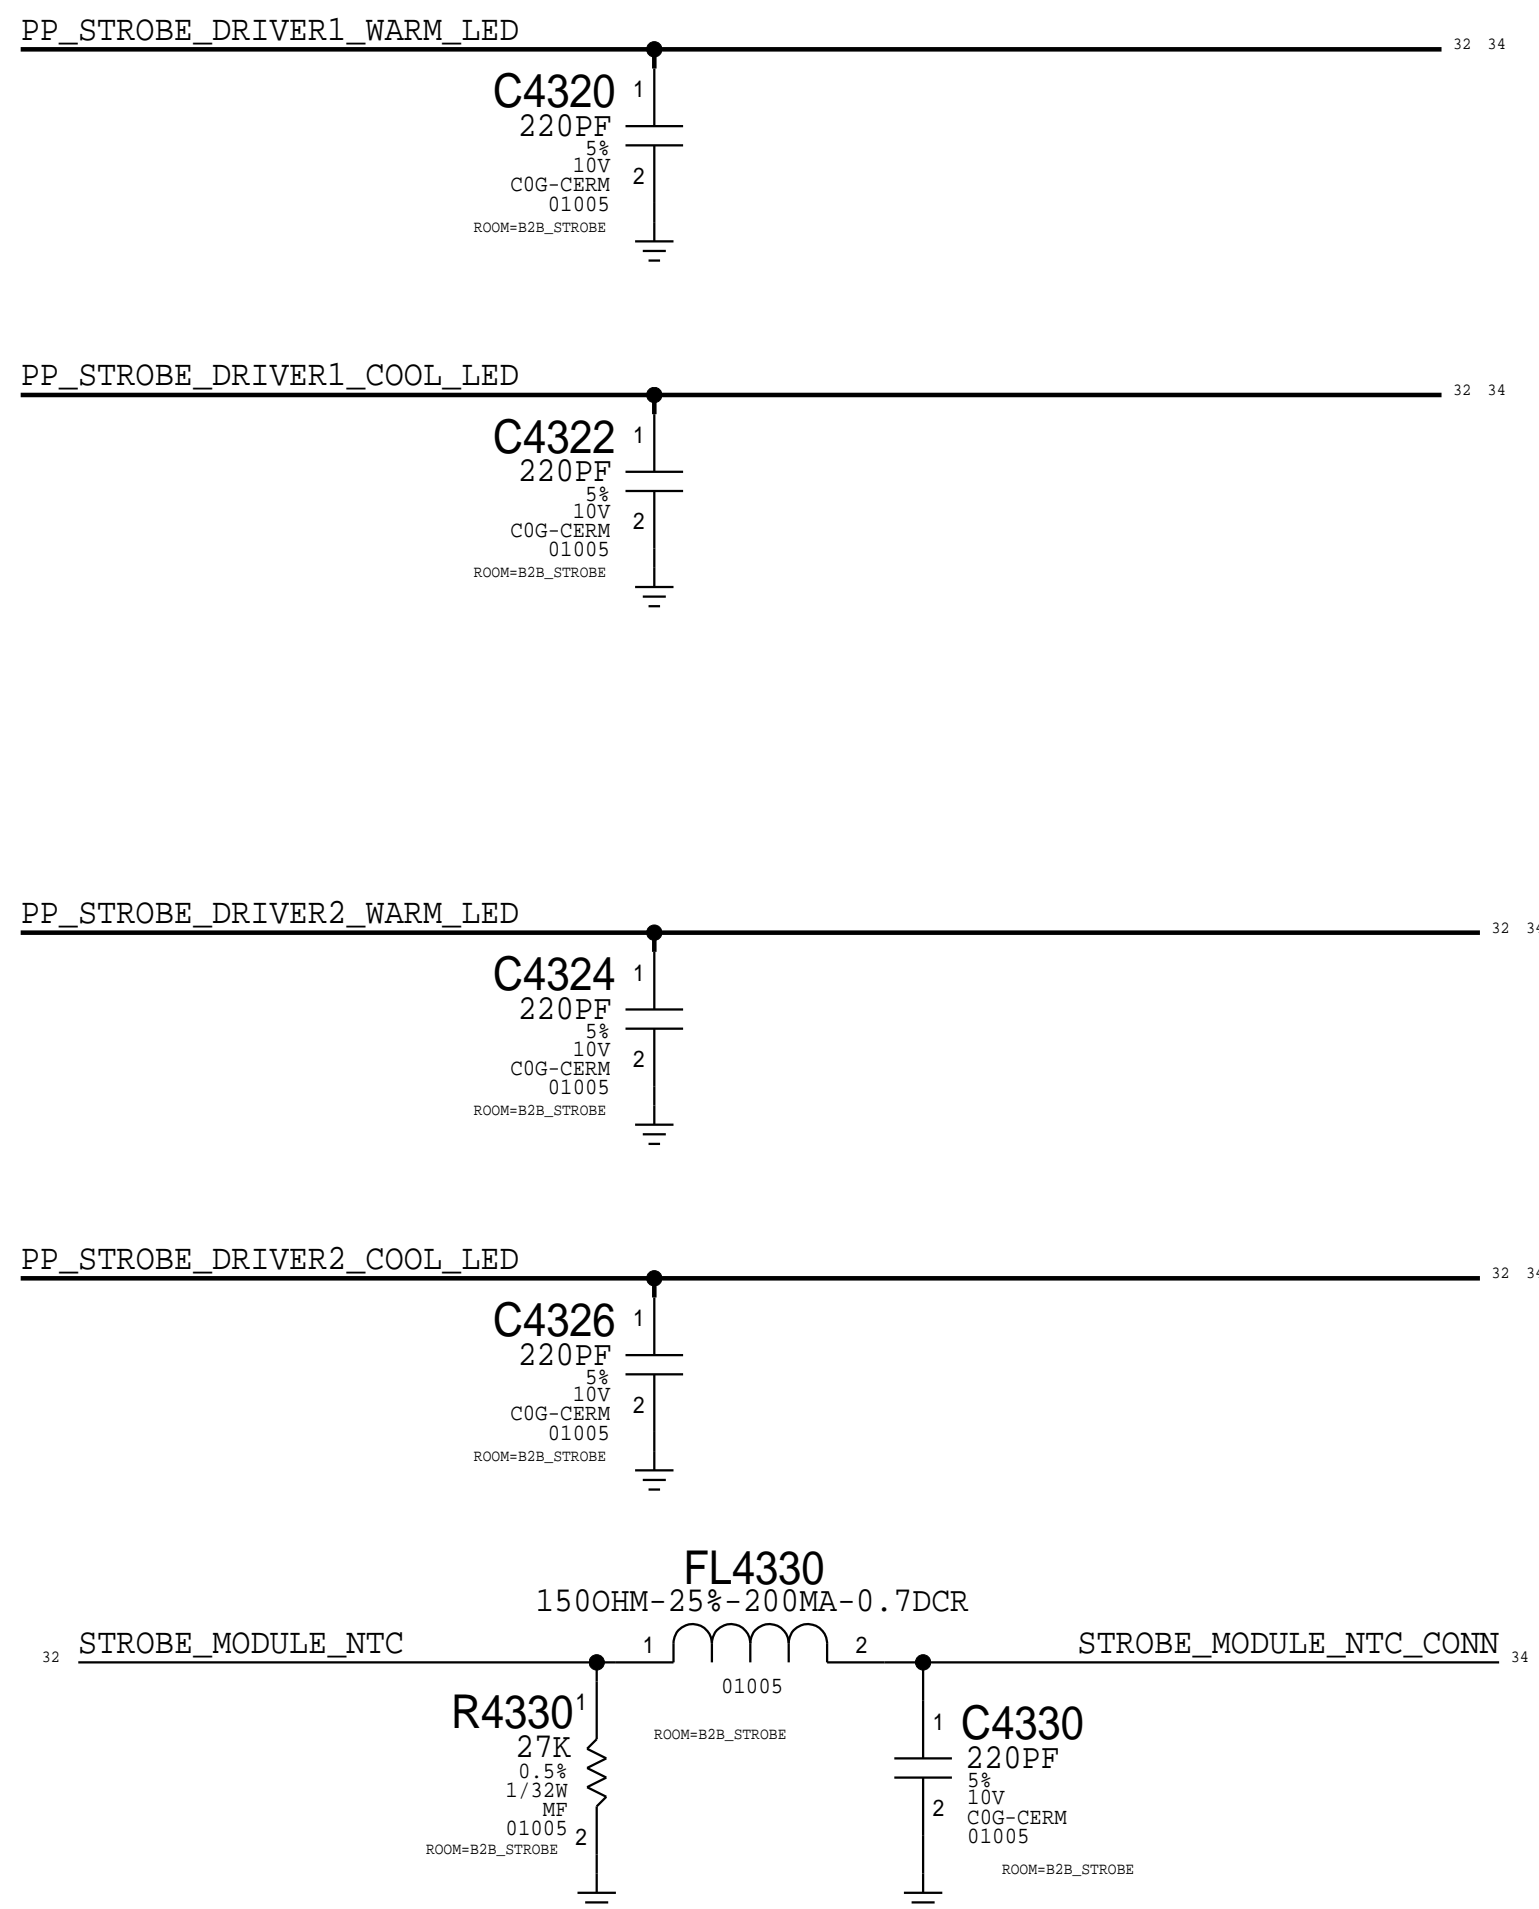 PP_STROBE_DRIVER1_WARM_LED
32 34
C4320 1
220PF
5%
10V
C0G-CERM
01005
2
ROOM=B2B_STROBE
PP_STROBE_DRIVER1_COOL_LED
32 34
C4322 1
220PF
5%
10V
C0G-CERM
01005
2
ROOM=B2B_STROBE
PP_STROBE_DRIVER2_WARM_LED
32 34
C4324 1
220PF
5%
10V
C0G-CERM
01005
2
ROOM=B2B_STROBE
PP_STROBE_DRIVER2_COOL_LED
32 34
C4326 1
220PF
5%
10V
C0G-CERM
01005
2
ROOM=B2B_STROBE
FL4330
150OHM-25%-200MA-0.7DCR
32 STROBE_MODULE_NTC
1 2
STROBE_MODULE_NTC_CONN 34
01005
ROOM=B2B_STROBE
R4330 1
27K
0.5%
1/32W
MF
01005 2
ROOM=B2B_STROBE
1 C4330
220PF
5%
10V
2
C0G-CERM
01005
ROOM=B2B_STROBE